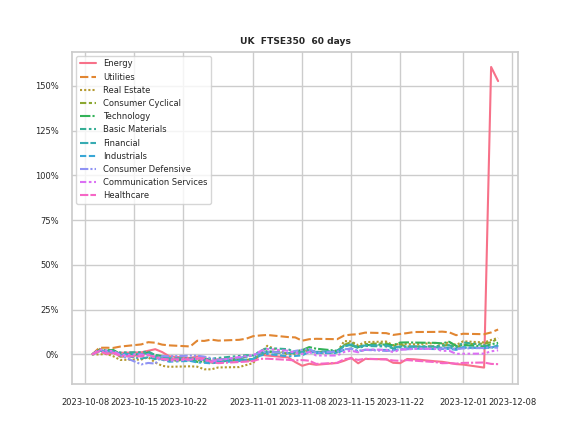 UK  FTSE350  60 days
Energy
Utilities
Real Estate
Consumer Cyclical
Technology
Basic Materials
Financial
Industrials
Consumer Defensive
Communication Services
Healthcare
150%
125%
100%
75%
50%
25%
0%
2023-10-08 2023-10-15 2023-10-22 2023-11-01 2023-11-08 2023-11-15 2023-11-22 2023-12-01 2023-12-08